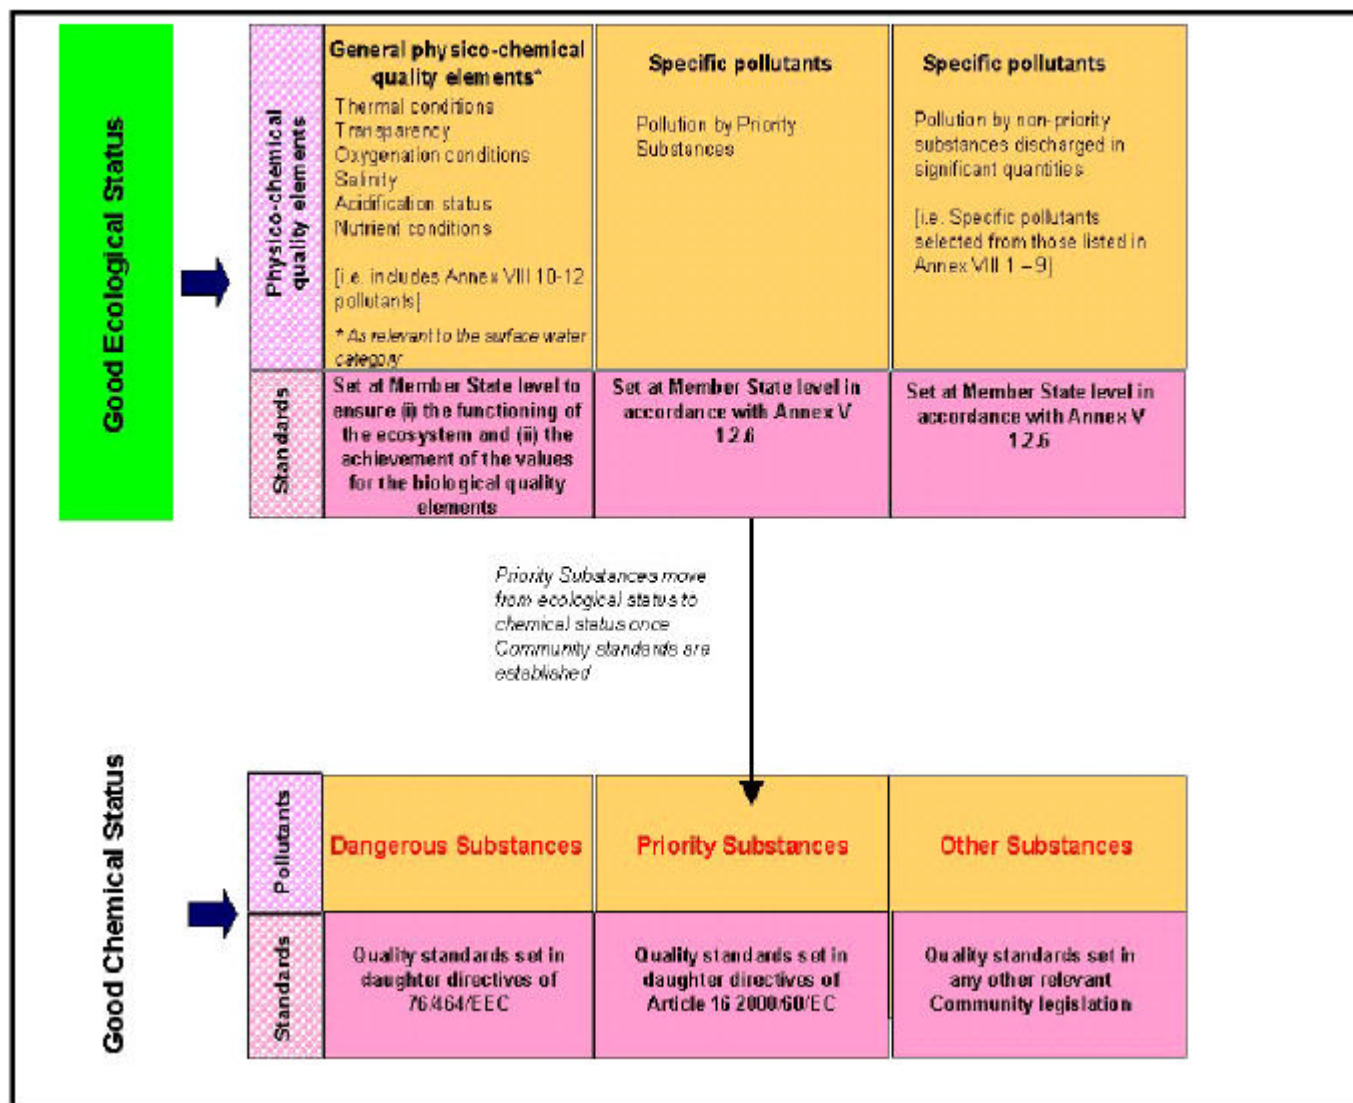 Good Ecological Status
Physico-chemical
quality elements
General physico-chemical
quality elements*
Thermal conditions
Transparency
Oxygenation conditions
Salinity
Acidification status
Nutrient conditions
[i.e. includes Annex VIII 10-12
pollutants]
* As relevant to the surface water
category
Specific pollutants
Pollution by Priority
Substances
Specific pollutants
Pollution by non-priority
substances discharged in
significant quantities
[i.e. Specific pollutants
selected from those listed in
Annex VIII 1 – 9]
Standards
Set at Member State level to
ensure (i) the functioning of
the ecosystem and (ii) the
achievement of the values
for the biological quality
elements
Set at Member State level in
accordance with Annex V
1.2.6
Set at Member State level in
accordance with Annex V
1.2.6
Priority Substances move
from ecological status to
chemical status once
Community standards are
established
Good Chemical Status
Pollutants
Dangerous Substances
Priority Substances
Other Substances
Standards
Quality standards set in
daughter directives of
76/464/EEC
Quality standards set in
daughter directives of
Article 16 2000/60/EC
Quality standards set in
any other relevant
Community legislation